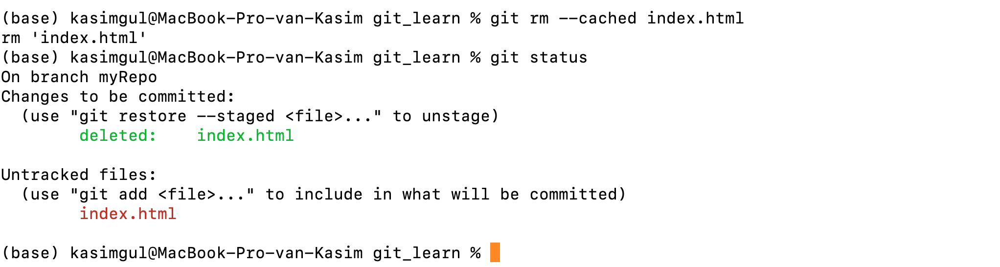 (base) kasimgul@MacBook-Pro-van-Kasim git_learn % git rm --cached index.html
rm 'index.html'
(base) kasimgul@MacBook-Pro-van-Kasim git_learn % git status
On branch myRepo
Changes to be committed:
  (use "git restore --staged <file>..." to unstage)
        deleted:    index.html

Untracked files:
  (use "git add <file>..." to include in what will be committed)
        index.html

(base) kasimgul@MacBook-Pro-van-Kasim git_learn %